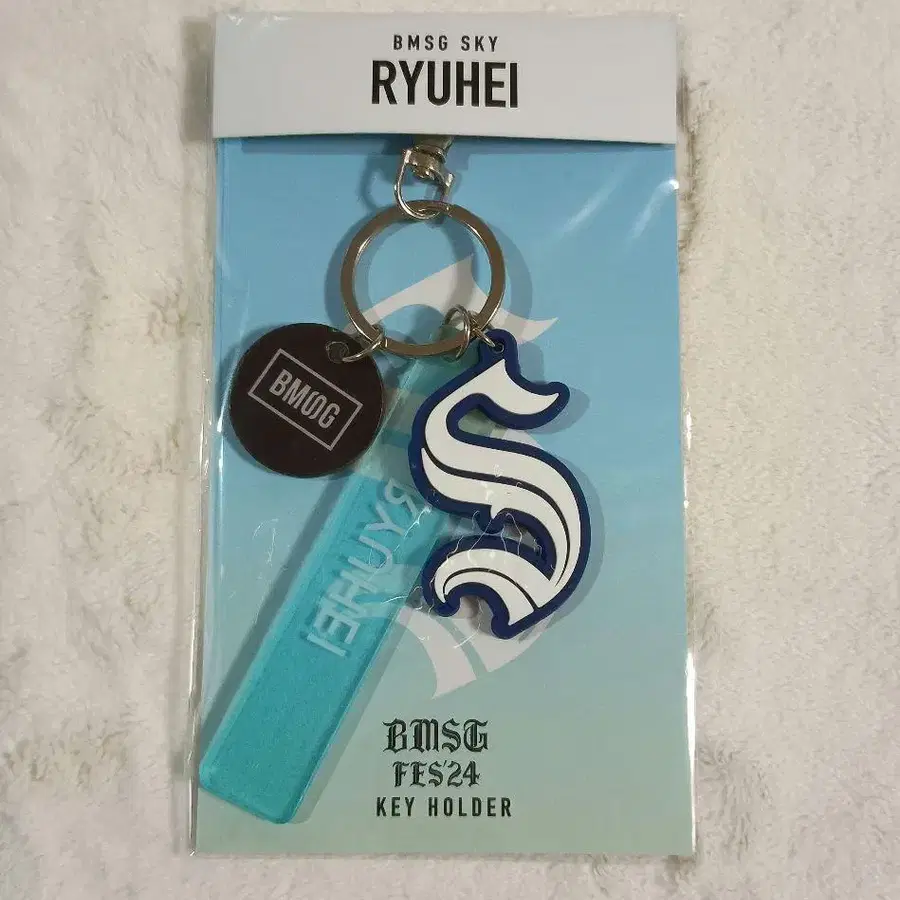 BMSG SKY
RYUHEI
BMSG
RYUHEI
S
BMSG
FES'24
KEY HOLDER